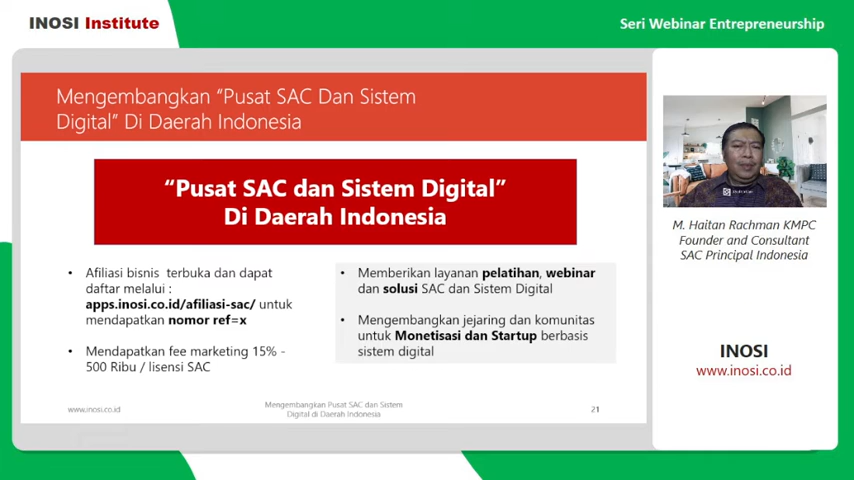 INOSI Institute
Seri Webinar Entrepreneurship
Mengembangkan “Pusat SAC Dan Sistem
Digital” Di Daerah Indonesia
“Pusat SAC dan Sistem Digital”
Di Daerah Indonesia
• Afiliasi bisnis terbuka dan dapat
daftar melalui :
apps.inosi.co.id/afiliasi-sac/ untuk
mendapatkan nomor ref=x
• Mendapatkan fee marketing 15% -
500 Ribu / lisensi SAC
• Memberikan layanan pelatihan, webinar
dan solusi SAC dan Sistem Digital
• Mengembangkan jejaring dan komunitas
untuk Monetisasi dan Startup berbasis
sistem digital
www.inosi.co.id
Mengembangkan Pusat SAC dan Sistem
Digital di Daerah Indonesia
21
M. Haitan Rachman KMPC
Founder and Consultant
SAC Principal Indonesia
INOSI
www.inosi.co.id